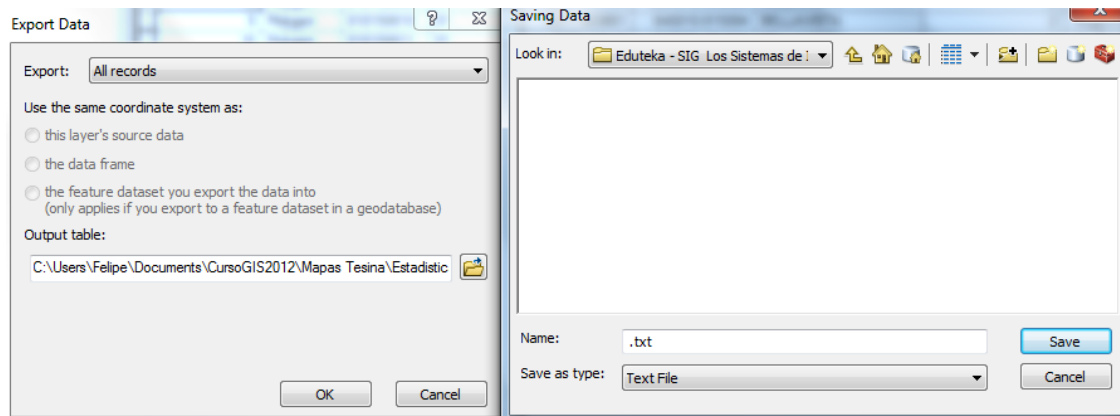 Export Data
Export: All records
Use the same coordinate system as:
this layer's source data
the data frame
the feature dataset you export the data into
(only applies if you export to a feature dataset in a geodatabase)
Output table:
C:\Users\Felipe\Documents\CursoGIS2012\Mapas Tesina\Estadistic
OK Cancel
Saving Data
Look in: Eduteka - SIG Los Sistemas de
Name: .txt
Save
Save as type: Text File
Cancel